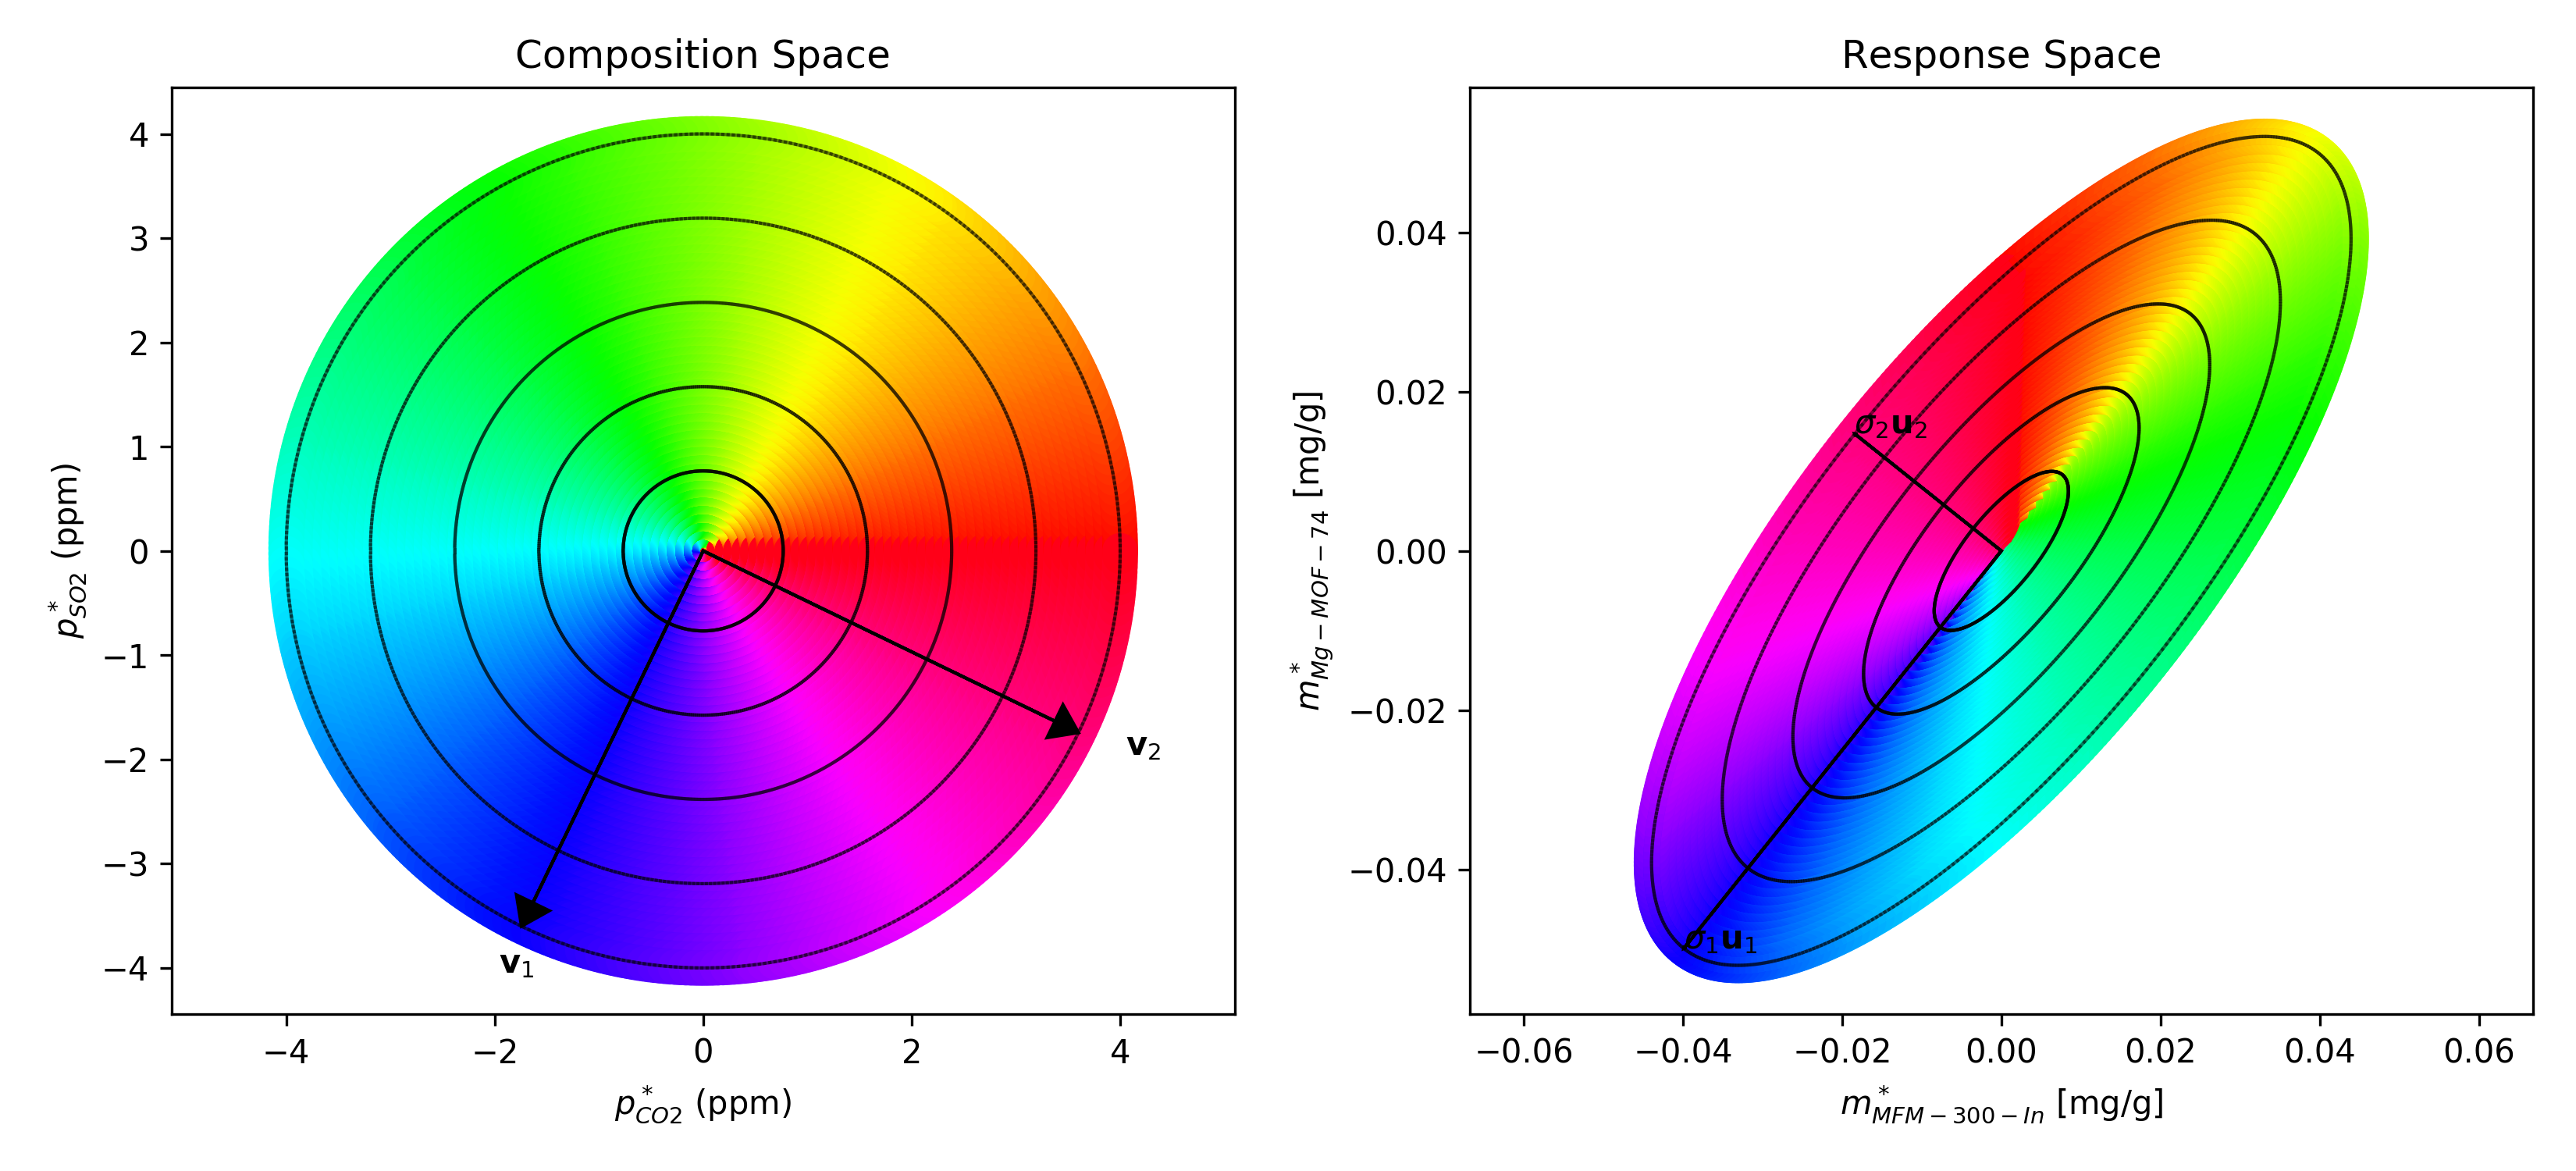 Composition Space
4
3
2
1
0
−1
−2
−3
−4
p*SO2 (ppm)
v1
v2
−4
−2
0
2
4
p*CO2 (ppm)
Response Space
0.04
0.02
0.00
−0.02
−0.04
m*Mg−MOF−74 [mg/g]
σ2u2
σ1u1
−0.06
−0.04
−0.02
0.00
0.02
0.04
0.06
m*MFM−300−In [mg/g]